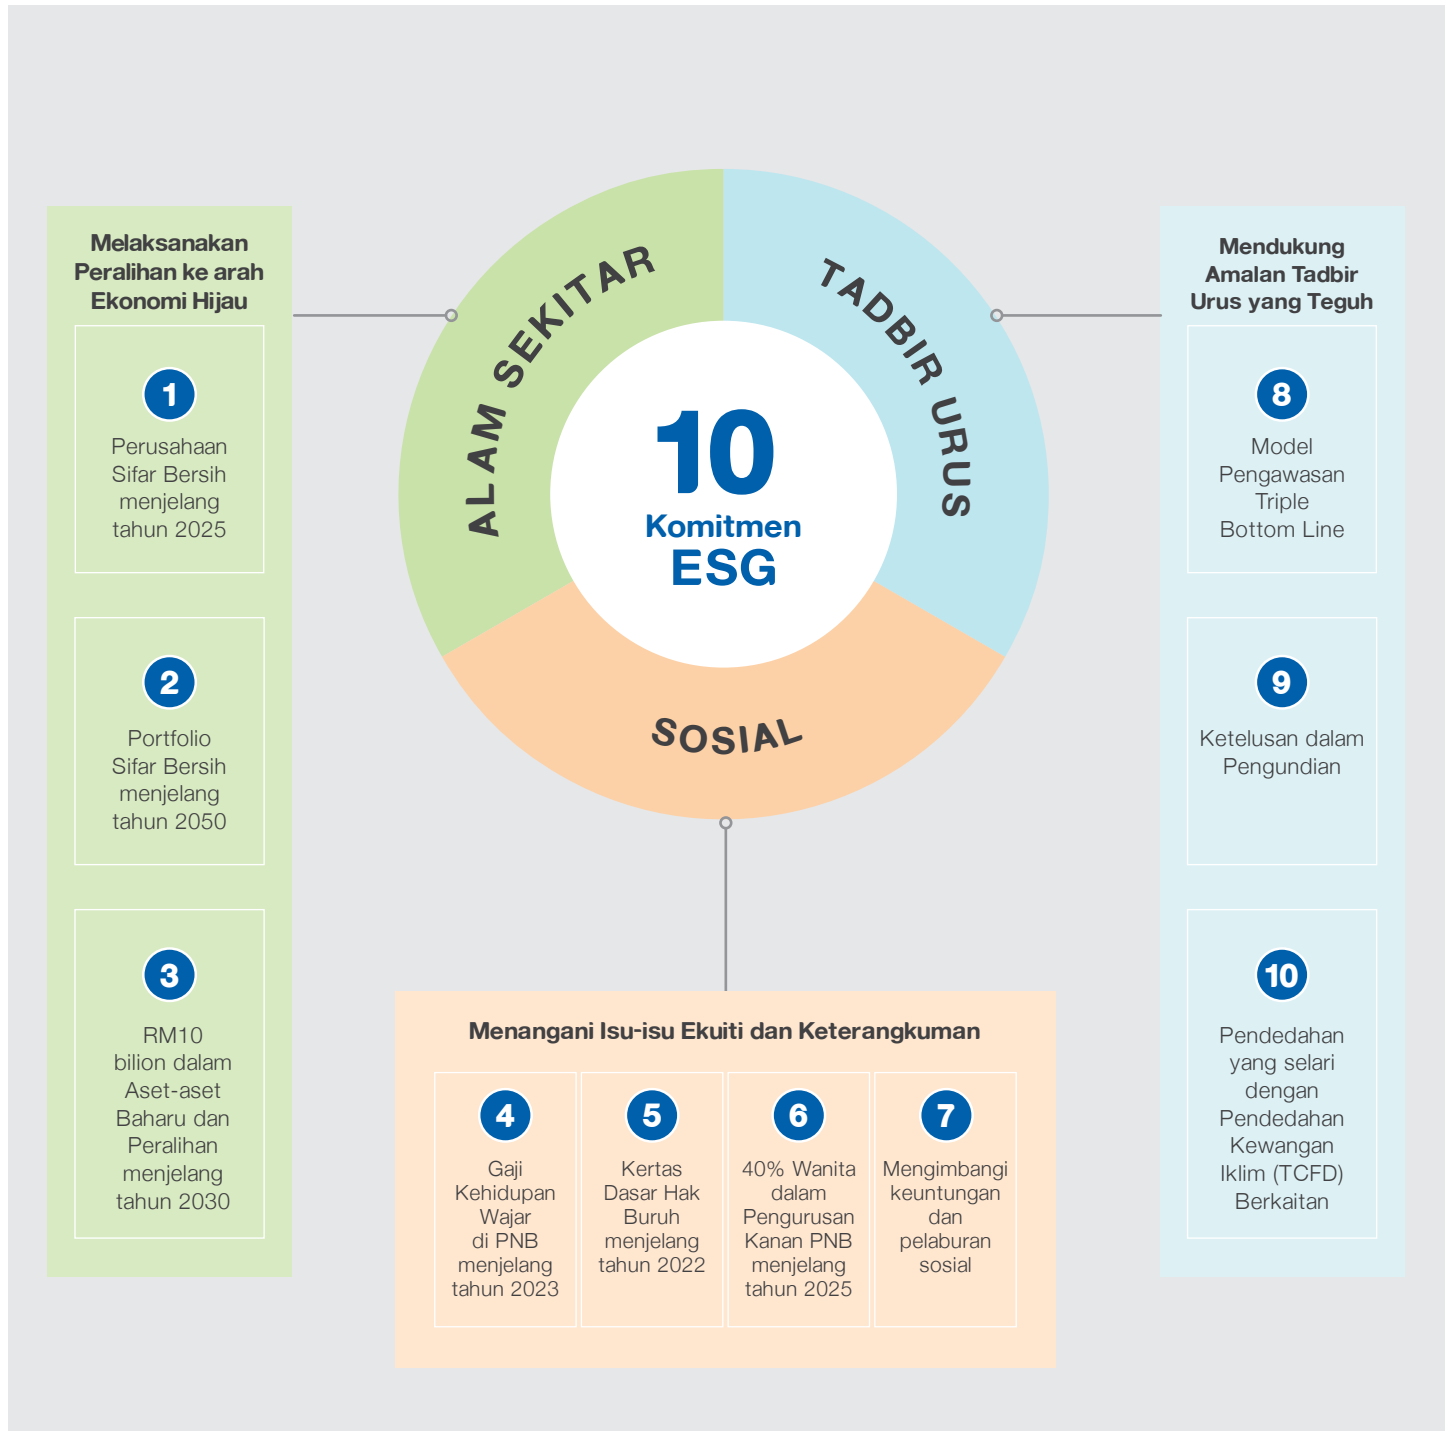 Melaksanakan
Peralihan ke arah
Ekonomi Hijau
1
Perusahaan
Sifar Bersih
menjelang
tahun 2025
2
Portfolio
Sifar Bersih
menjelang
tahun 2050
3
RM10
bilion dalam
Aset-aset
Baharu dan
Peralihan
menjelang
tahun 2030
ALAM SEKITAR
TADBIR URUS
SOSIAL
10
Komitmen
ESG
Menangani Isu-isu Ekuiti dan Keterangkuman
4
Gaji
Kehidupan
Wajar
di PNB
menjelang
tahun 2023
5
Kertas
Dasar Hak
Buruh
menjelang
tahun 2022
6
40% Wanita
dalam
Pengurusan
Kanan PNB
menjelang
tahun 2025
7
Mengimbangi
keuntungan
dan
pelaburan
sosial
Mendukung
Amalan Tadbir
Urus yang Teguh
8
Model
Pengawasan
Triple
Bottom Line
9
Ketelusan dalam
Pengundian
10
Pendedahan
yang selari
dengan
Pendedahan
Kewangan
Iklim (TCFD)
Berkaitan